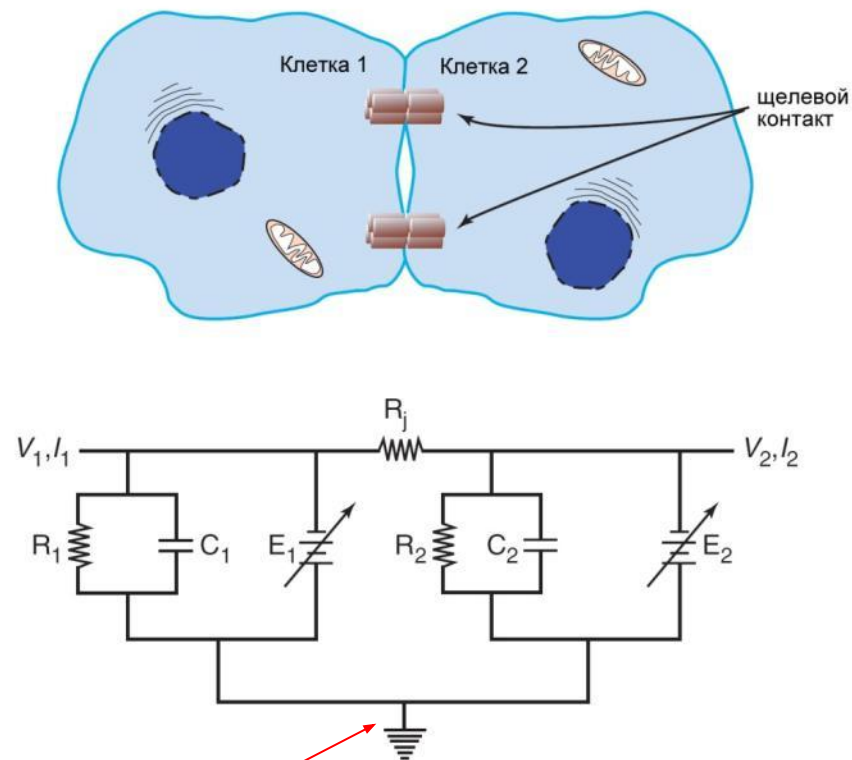 Клетка 1
Клетка 2
щелевой
контакт
Rj
V1,I1
V2,I2
R1
C1
E1
R2
C2
E2